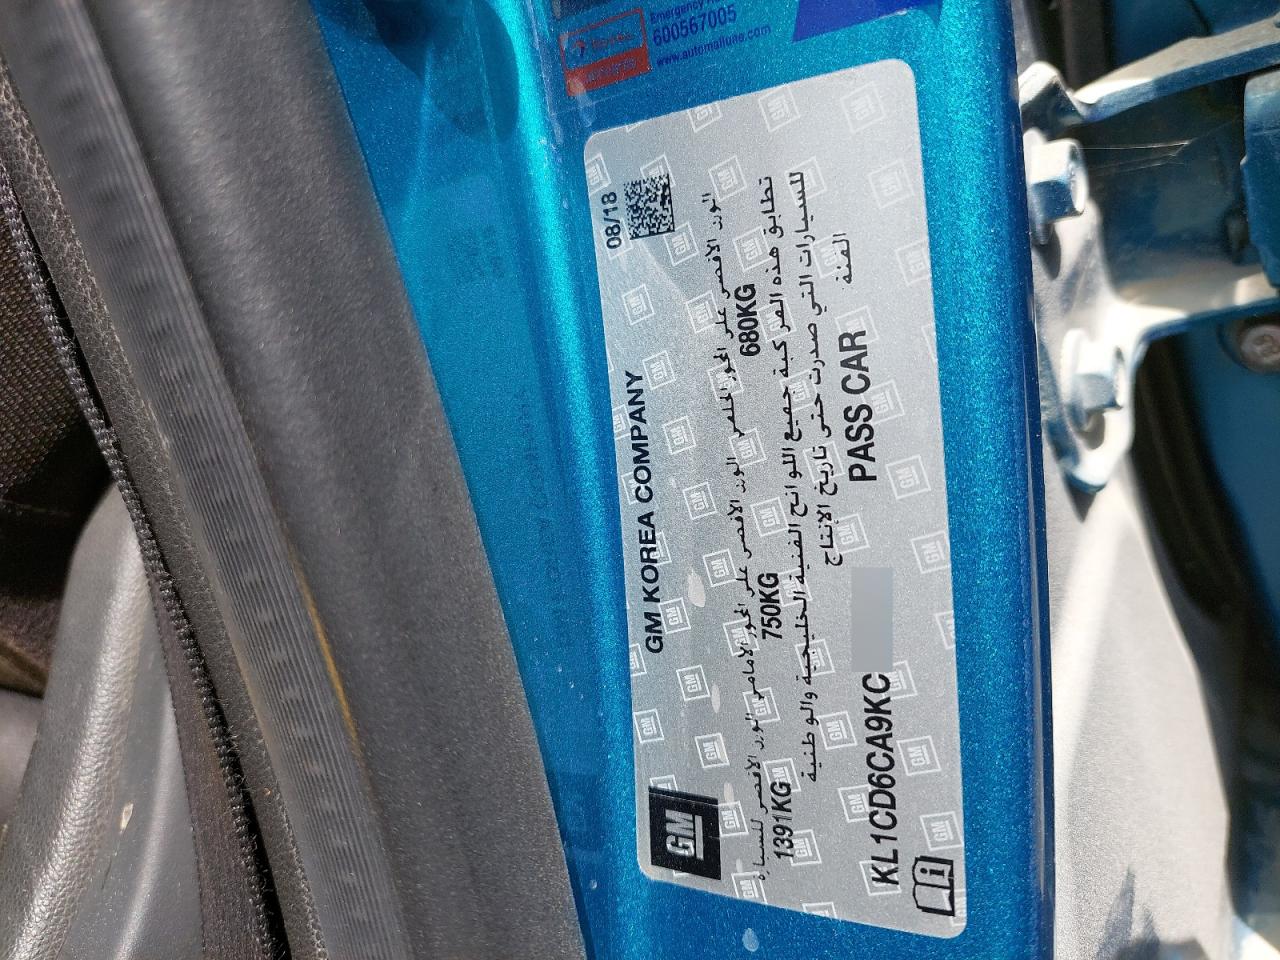 Emergency
600567005
www.automalluae.com
08/18
GM KOREA COMPANY
GM
الوزن الأقصى للسيارة الوزن الأقصى على المحور الأمامي الوزن الأقصى على المحور الخلفي
1391KG 750KG 680KG
تطابق هذه المركبة جميع اللوائح الفنية الخليجية والوطنية
للسيارات التي صدرت حتى تاريخ الإنتاج
الفئة
KL1CD6CA9KC
PASS CAR